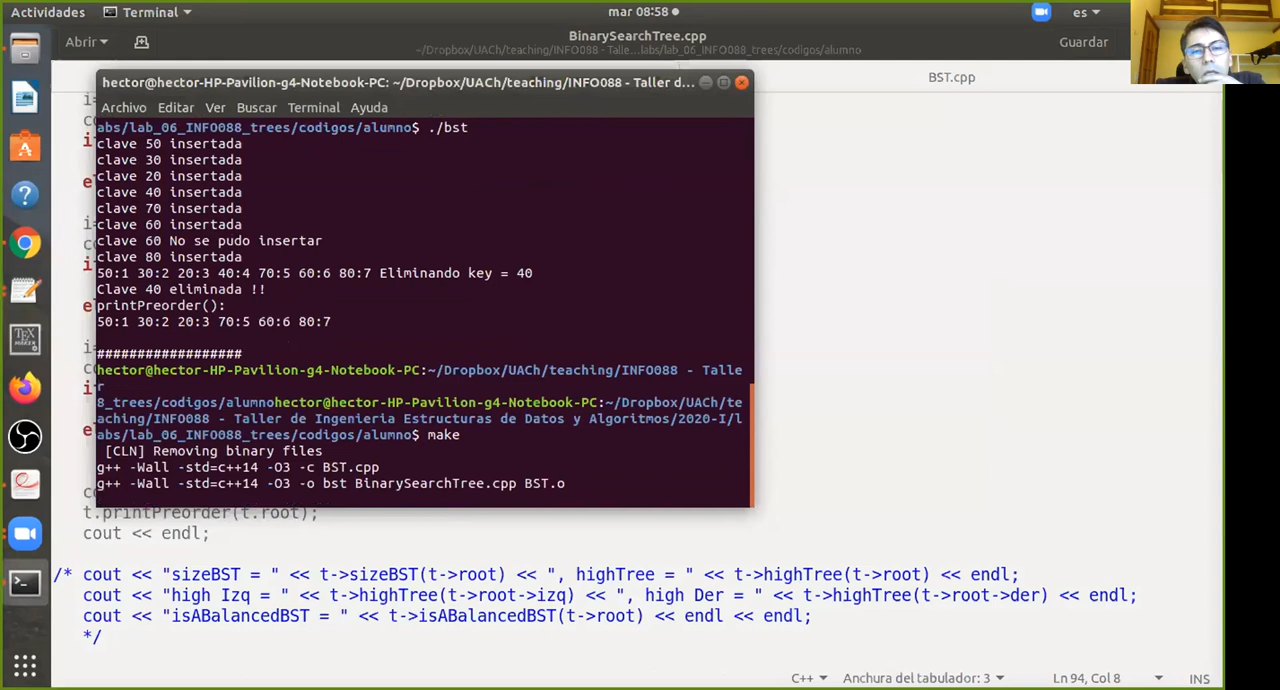 Actividades
Terminal
mar 08:58
es
Abrir
BinarySearchTree.cpp
~/Dropbox/UACh/teaching/INFO088 - Talle...labs/lab_06_INFO088_trees/codigos/alumno
Guardar
BST.cpp
hector@hector-HP-Pavilion-g4-Notebook-PC: ~/Dropbox/UACh/teaching/INFO088 - Taller d...
Archivo Editar Ver Buscar Terminal Ayuda
abs/lab_06_INFO088_trees/codigos/alumno$ ./bst
clave 50 insertada
clave 30 insertada
clave 20 insertada
clave 40 insertada
clave 70 insertada
clave 60 insertada
clave 60 No se pudo insertar
clave 80 insertada
50:1 30:2 20:3 40:4 70:5 60:6 80:7 Eliminando key = 40
Clave 40 eliminada !!
printPreorder():
50:1 30:2 20:3 70:5 60:6 80:7
##################
hector@hector-HP-Pavilion-g4-Notebook-PC:~/Dropbox/UACh/teaching/INFO088 - Talle
r
8_trees/codigos/alumnohector@hector-HP-Pavilion-g4-Notebook-PC:~/Dropbox/UACh/te
aching/INFO088 - Taller de Ingenieria Estructuras de Datos y Algoritmos/2020-I/l
abs/lab_06_INFO088_trees/codigos/alumno$ make
[CLN] Removing binary files
g++ -Wall -std=c++14 -O3 -c BST.cpp
g++ -Wall -std=c++14 -O3 -o bst BinarySearchTree.cpp BST.o
t.printPreorder(t.root);
cout << endl;
/* cout << "sizeBST = " << t->sizeBST(t->root) << ", highTree = " << t->highTree(t->root) << endl;
cout << "high Izq = " << t->highTree(t->root->izq) << ", high Der = " << t->highTree(t->root->der) << endl;
cout << "isABalancedBST = " << t->isABalancedBST(t->root) << endl << endl;
*/
C++
Anchura del tabulador: 3
Ln 94, Col 8
INS